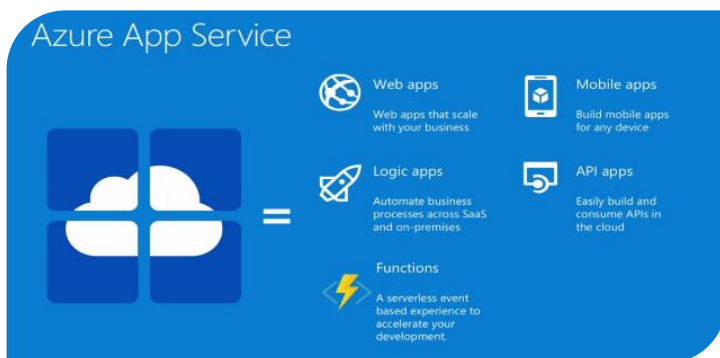 Azure App Service
Web apps
Web apps that scale
with your business
Mobile apps
Build mobile apps
for any device
=
Logic apps
Automate business
processes across SaaS
and on-premises
API apps
Easily build and
consume APIs in
the cloud
Functions
A serverless event
based experience to
accelerate your
development.